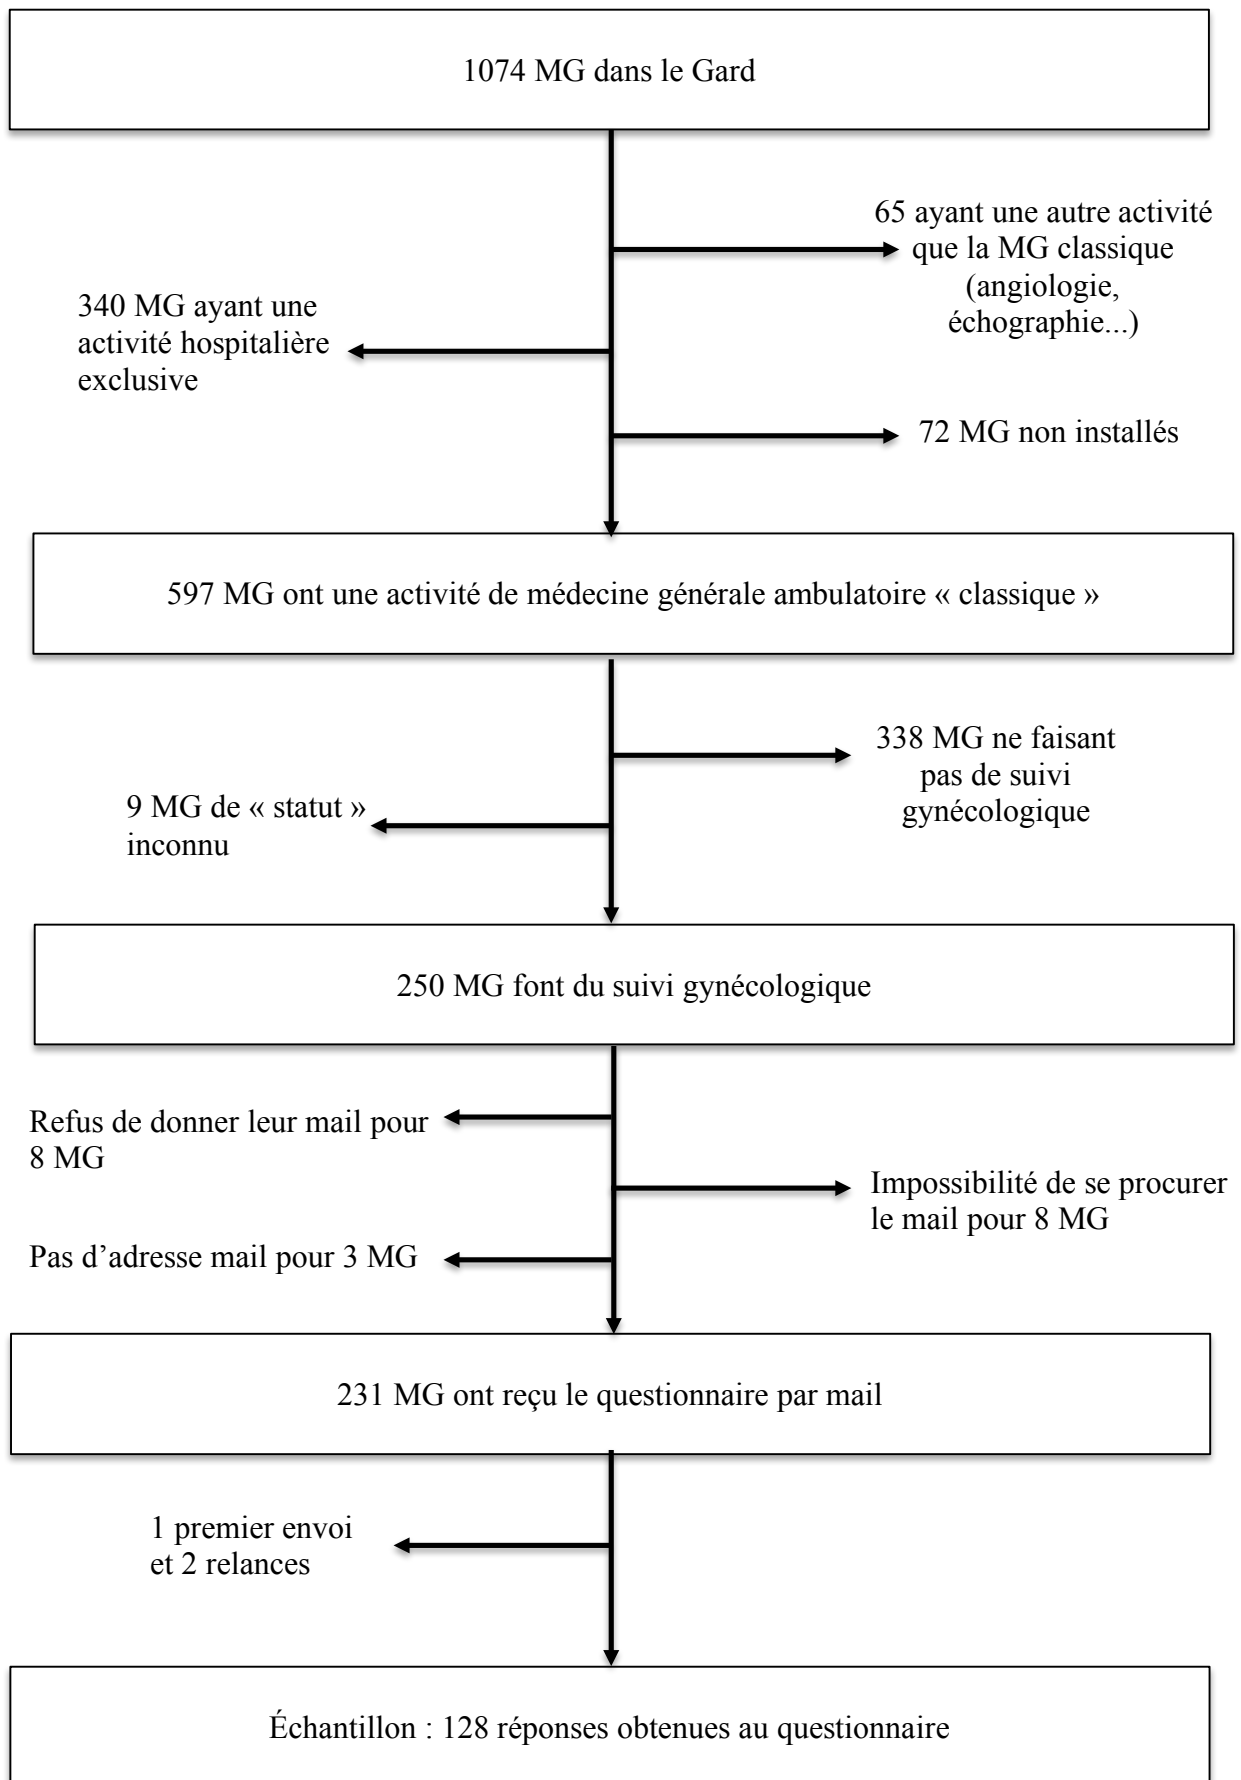 1074 MG dans le Gard
65 ayant une autre activité
que la MG classique
(angiologie,
échographie...)
340 MG ayant une
activité hospitalière
exclusive
72 MG non installés
597 MG ont une activité de médecine générale ambulatoire « classique »
338 MG ne faisant
pas de suivi
gynécologique
9 MG de « statut »
inconnu
250 MG font du suivi gynécologique
Refus de donner leur mail pour
8 MG
Impossibilité de se procurer
le mail pour 8 MG
Pas d’adresse mail pour 3 MG
231 MG ont reçu le questionnaire par mail
1 premier envoi
et 2 relances
Échantillon : 128 réponses obtenues au questionnaire